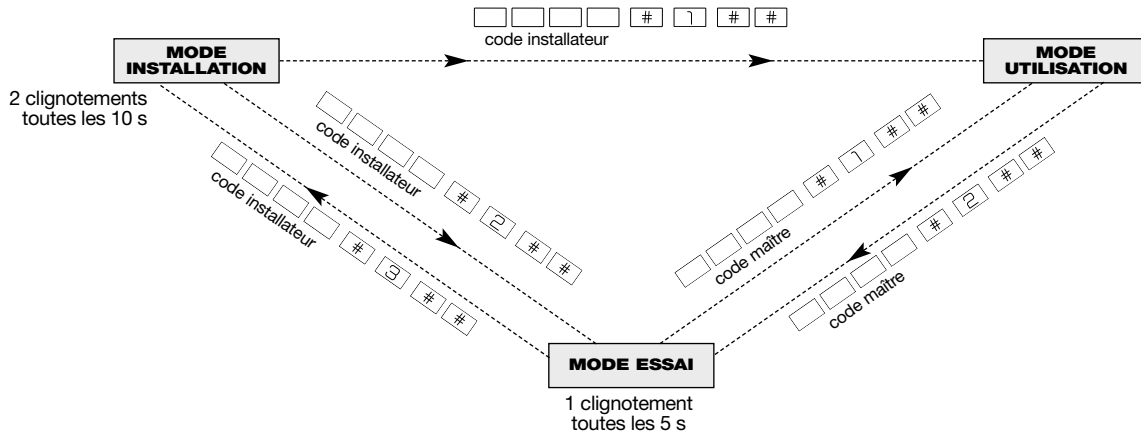 # 1 # #
code installateur
MODE
INSTALLATION
MODE
UTILISATION
2 clignotements
toutes les 10 s
code installateur
# 2 # #
code installateur
# 3 # #
# 1 # #
code maître
# 2 # #
code maître
MODE ESSAI
1 clignotement
toutes les 5 s